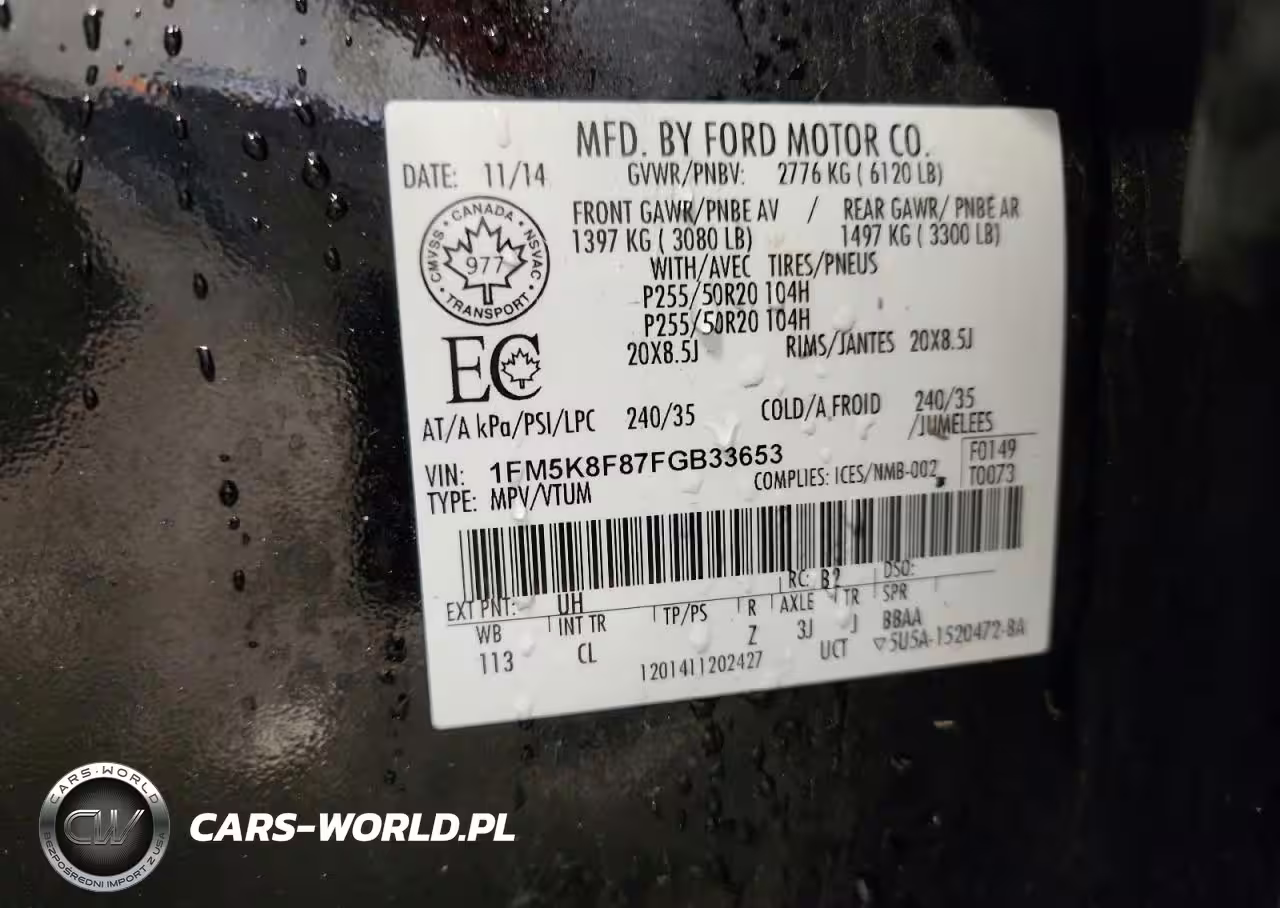 MFD. BY FORD MOTOR CO.
DATE: 11/14 GVWR/PNBV: 2776 KG ( 6120 LB)
FRONT GAWR/PNBE AV / REAR GAWR/ PNBE AR
1397 KG ( 3080 LB) 1497 KG ( 3300 LB)
WITH/AVEC TIRES/PNEUS
P255/50R20 104H
P255/50R20 104H
20X8.5J RIMS/JANTES 20X8.5J
CANADA
CMVSS 977 NSVAC
TRANSPORT
EC
AT/A kPa/PSI/LPC 240/35 COLD/A FROID 240/35
/JUMELEES
VIN: 1FM5K8F87FGB33653 F0149
TYPE: MPV/VTUM COMPLIES: ICES/NMB-002 T0073
EXT PNT: UH RC: B2 DSO:
WB INT TR TP/PS R AXLE TR SPR
113 CL Z 3J J BBAA
1201411202427 UCT ▽5U5A-1520472-BA
CARS-WORLD
CW
BEZPOŚREDNI IMPORT Z USA
CARS-WORLD.PL